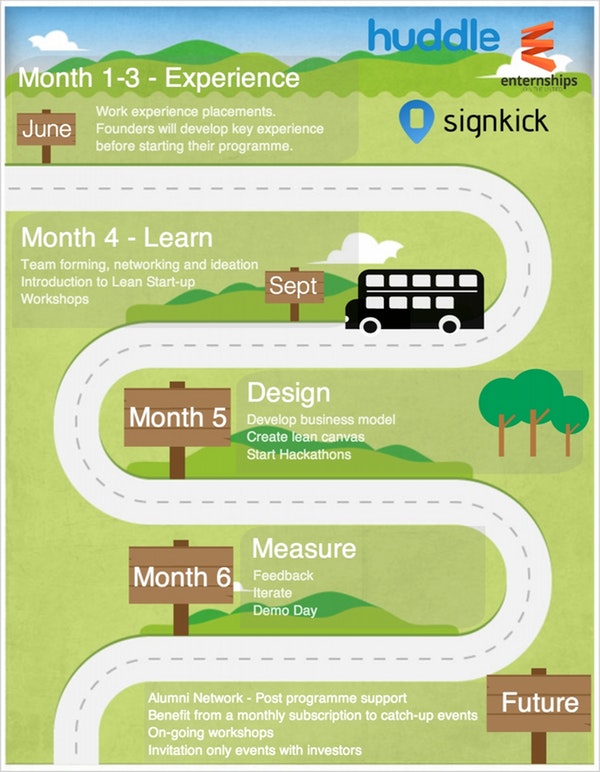 huddle
Month 1-3 - Experience
enternships
June
Work experience placements.
Founders will develop key experience
before starting their programme.
signkick
Month 4 - Learn
Team forming, networking and ideation
Introduction to Lean Start-up
Workshops
Sept
Month 5
Design
Develop business model
Create lean canvas
Start Hackathons
Month 6
Measure
Feedback
Iterate
Demo Day
Alumni Network - Post programme support
Benefit from a monthly subscription to catch-up events
On-going workshops
Invitation only events with investors
Future